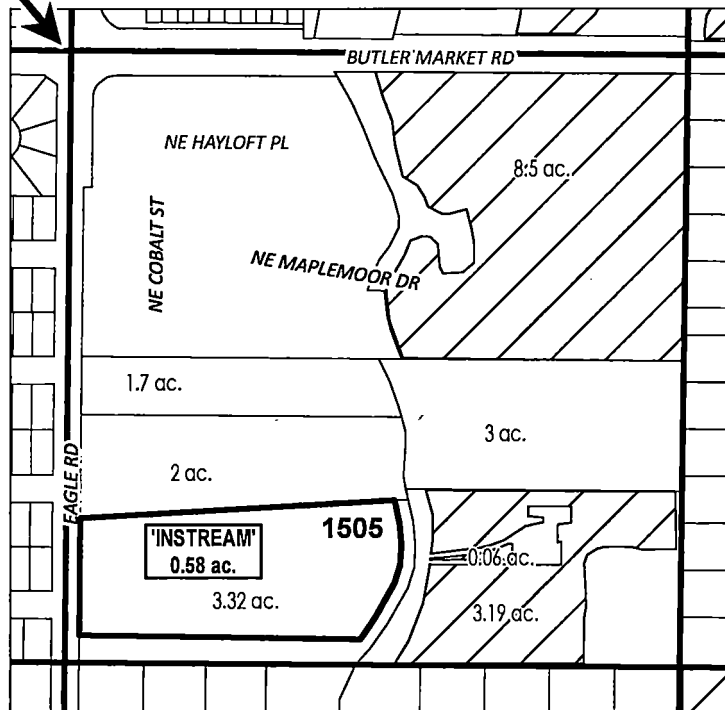 BUTLER MARKET RD
NE HAYLOFT PL
8.5 ac.
NE COBALT ST
NE MAPLEMOOR DR
1.7 ac.
3 ac.
EAGLE RD
2 ac.
1505
'INSTREAM'
0.58 ac.
0.06 ac.
3.32 ac.
3.19 ac.